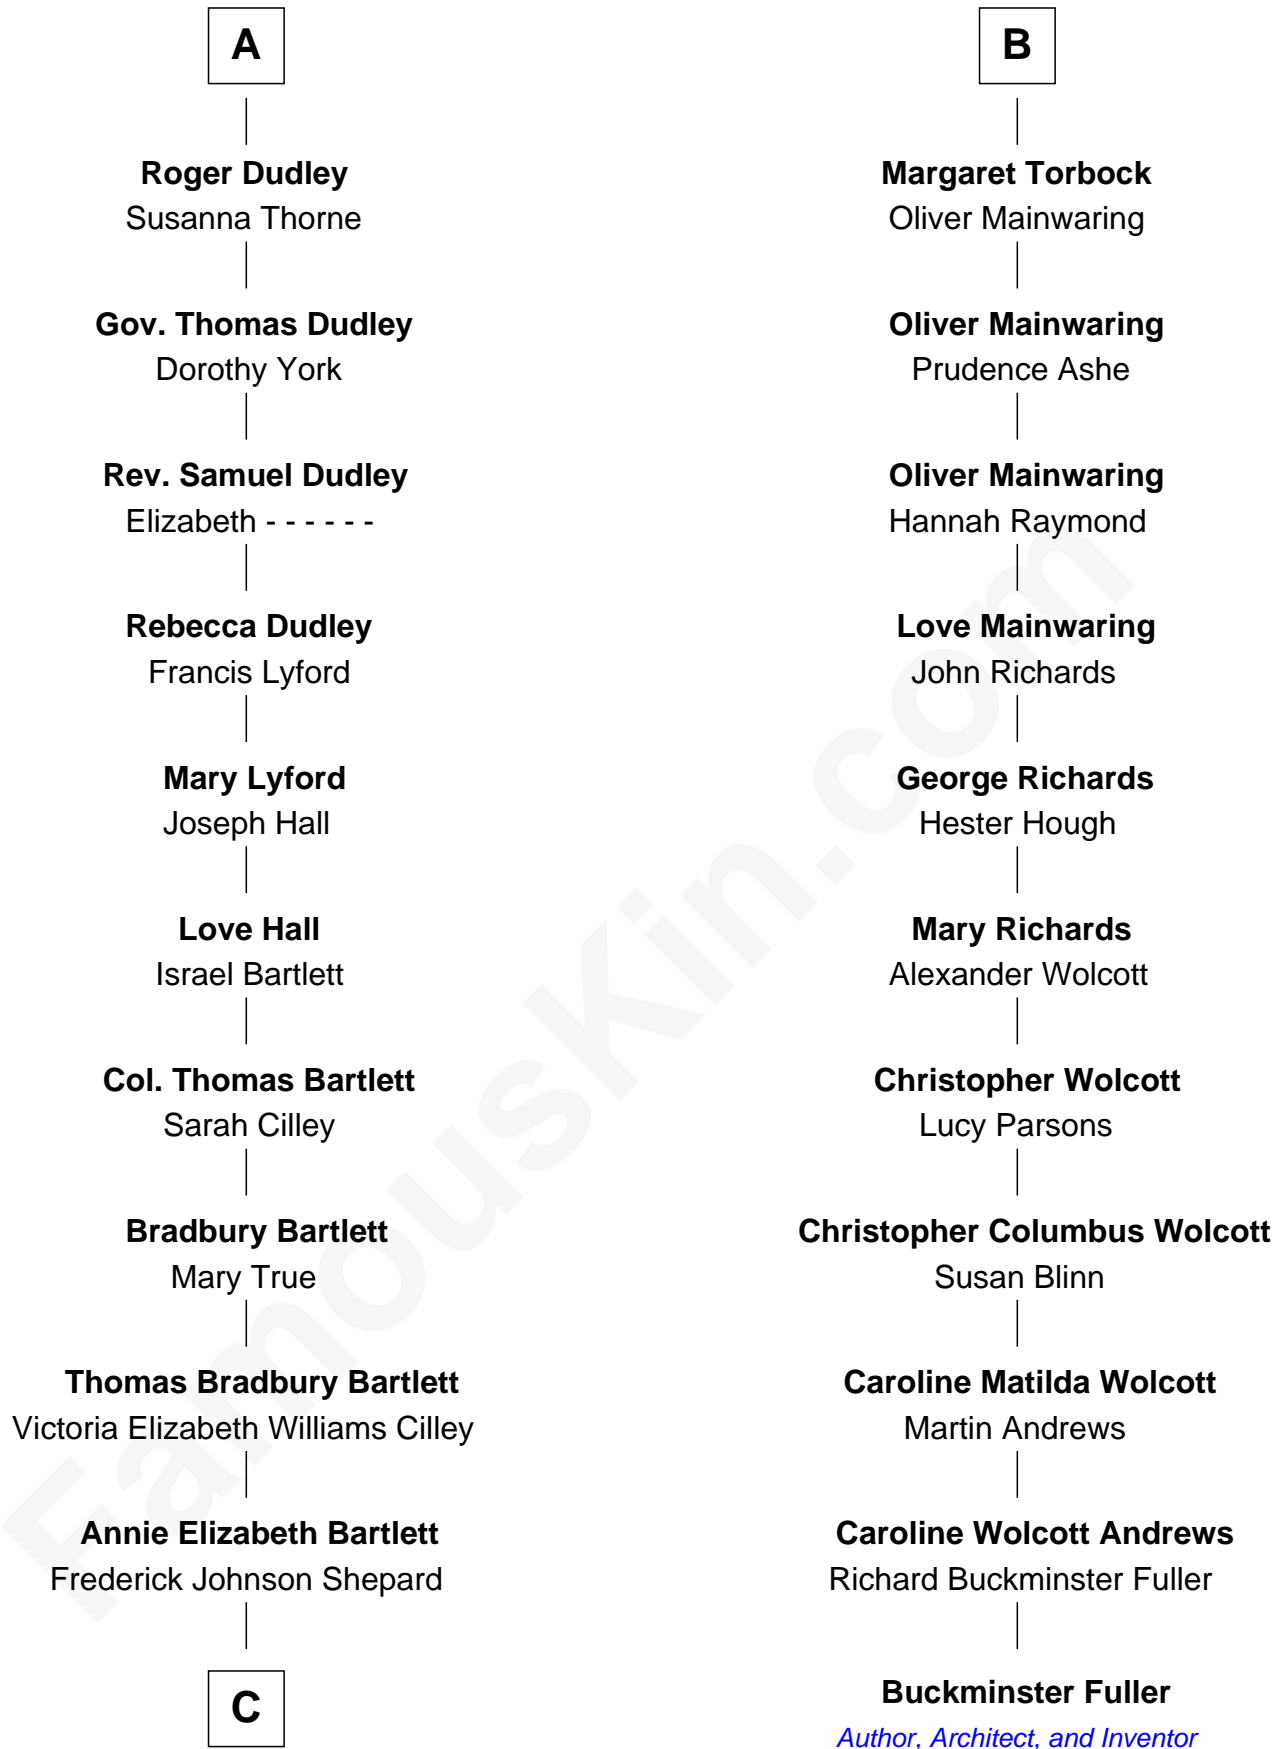 A
Roger Dudley
Susanna Thorne
Gov. Thomas Dudley
Dorothy York
Rev. Samuel Dudley
Elizabeth - - - - - -
Rebecca Dudley
Francis Lyford
Mary Lyford
Joseph Hall
Love Hall
Israel Bartlett
Col. Thomas Bartlett
Sarah Cilley
Bradbury Bartlett
Mary True
Thomas Bradbury Bartlett
Victoria Elizabeth Williams Cilley
Annie Elizabeth Bartlett
Frederick Johnson Shepard
C
B
Margaret Torbock
Oliver Mainwaring
Oliver Mainwaring
Prudence Ashe
Oliver Mainwaring
Hannah Raymond
Love Mainwaring
John Richards
George Richards
Hester Hough
Mary Richards
Alexander Wolcott
Christopher Wolcott
Lucy Parsons
Christopher Columbus Wolcott
Susan Blinn
Caroline Matilda Wolcott
Martin Andrews
Caroline Wolcott Andrews
Richard Buckminster Fuller
Buckminster Fuller
Author, Architect, and Inventor
FamousKin.com